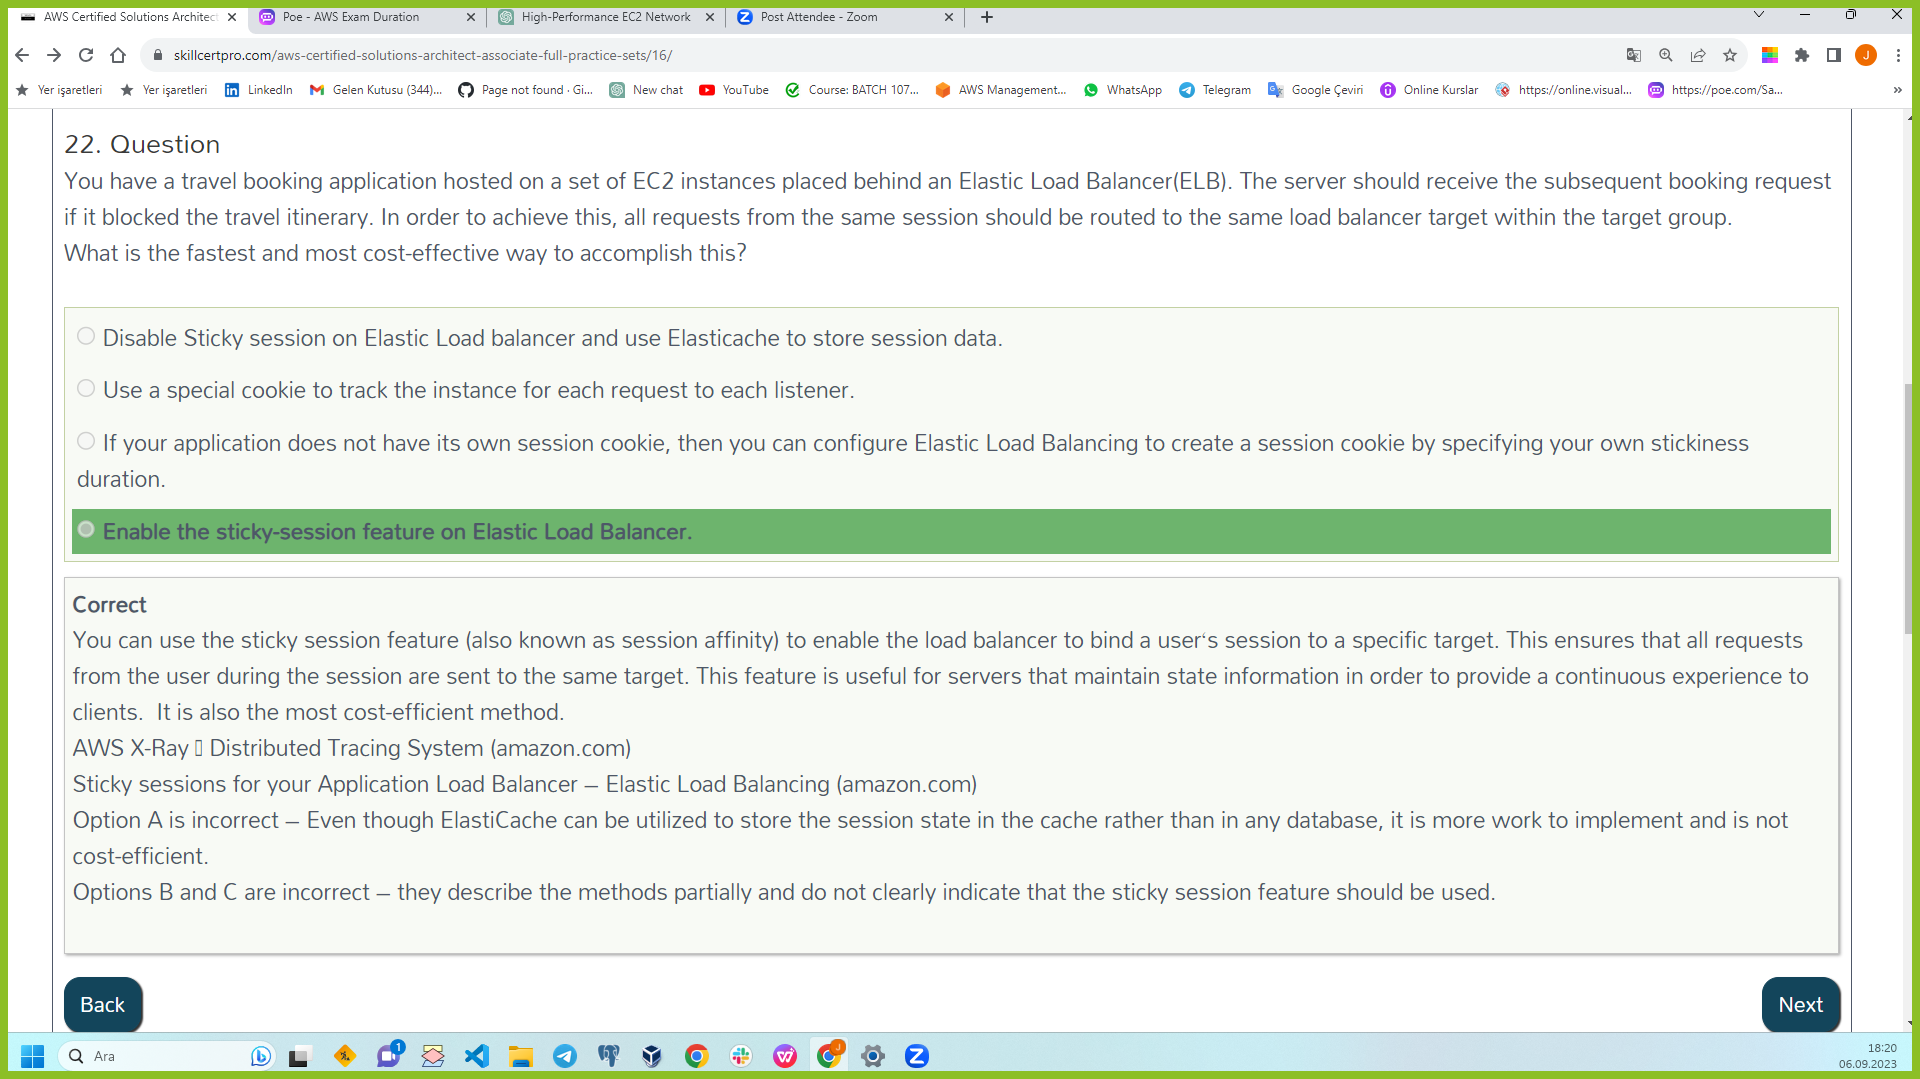 AWS Certified Solutions Architect
Poe - AWS Exam Duration
High-Performance EC2 Network
Post Attendee - Zoom
skillcertpro.com/aws-certified-solutions-architect-associate-full-practice-sets/16/
J
Yer işaretleri
Yer işaretleri
LinkedIn
Gelen Kutusu (344)...
Page not found · Gi...
New chat
YouTube
Course: BATCH 107...
AWS Management...
WhatsApp
Telegram
Google Çeviri
Online Kurslar
https://online.visual...
https://poe.com/Sa...
22. Question
You have a travel booking application hosted on a set of EC2 instances placed behind an Elastic Load Balancer(ELB). The server should receive the subsequent booking request
if it blocked the travel itinerary. In order to achieve this, all requests from the same session should be routed to the same load balancer target within the target group.
What is the fastest and most cost-effective way to accomplish this?
Disable Sticky session on Elastic Load balancer and use Elasticache to store session data.
Use a special cookie to track the instance for each request to each listener.
If your application does not have its own session cookie, then you can configure Elastic Load Balancing to create a session cookie by specifying your own stickiness
duration.
Enable the sticky-session feature on Elastic Load Balancer.
Correct
You can use the sticky session feature (also known as session affinity) to enable the load balancer to bind a user‘s session to a specific target. This ensures that all requests
from the user during the session are sent to the same target. This feature is useful for servers that maintain state information in order to provide a continuous experience to
clients.  It is also the most cost-efficient method.
AWS X-Ray ▯ Distributed Tracing System (amazon.com)
Sticky sessions for your Application Load Balancer – Elastic Load Balancing (amazon.com)
Option A is incorrect – Even though ElastiCache can be utilized to store the session state in the cache rather than in any database, it is more work to implement and is not
cost-efficient.
Options B and C are incorrect – they describe the methods partially and do not clearly indicate that the sticky session feature should be used.
Back
Next
Ara
1
J
18:20
06.09.2023